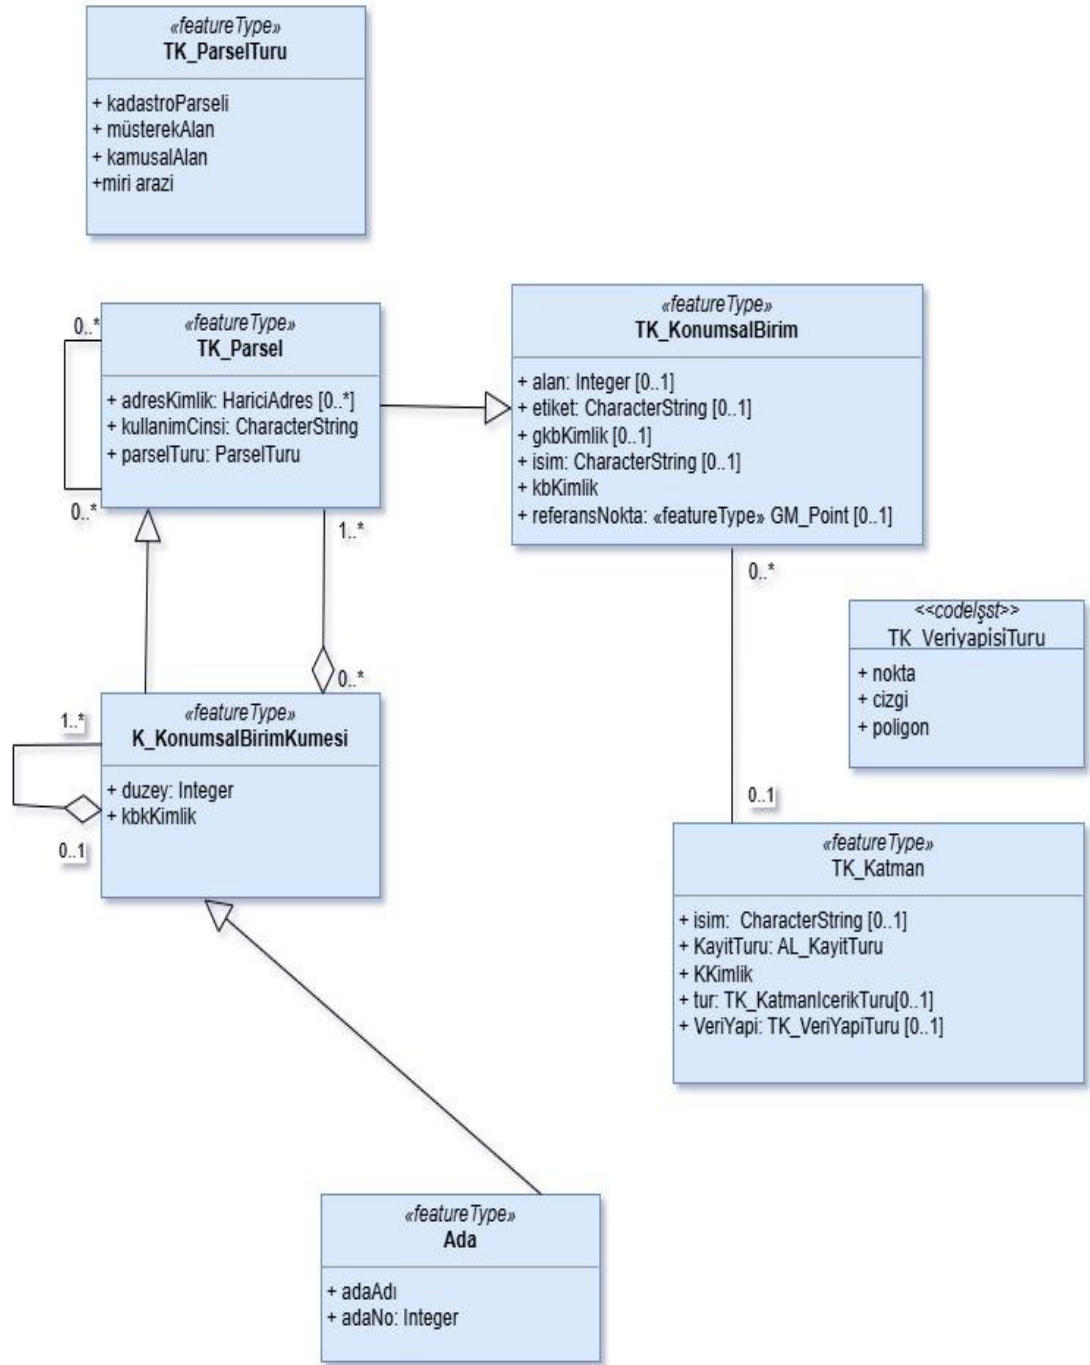 «featureType»
TK_ParselTuru
+ kadastroParseli
+ müsterekAlan
+ kamusalAlan
+miri arazi
«featureType»
TK_Parsel
+ adresKimlik: HariciAdres [0..*]
+ kullanimCinsi: CharacterString
+ parselTuru: ParselTuru
0..*
0..*
1..*
«featureType»
TK_KonumsalBirim
+ alan: Integer [0..1]
+ etiket: CharacterString [0..1]
+ gkbKimlik [0..1]
+ isim: CharacterString [0..1]
+ kbKimlik
+ referansNokta: «featureType» GM_Point [0..1]
0..*
<<codelşst>>
TK_VeriyapisiTuru
+ nokta
+ cizgi
+ poligon
0..*
1..*
«featureType»
K_KonumsalBirimKumesi
+ duzey: Integer
+ kbkKimlik
0..1
0..1
«featureType»
TK_Katman
+ isim:  CharacterString [0..1]
+ KayitTuru: AL_KayitTuru
+ KKimlik
+ tur: TK_KatmanIcerikTuru[0..1]
+ VeriYapi: TK_VeriYapiTuru [0..1]
«featureType»
Ada
+ adaAdı
+ adaNo: Integer